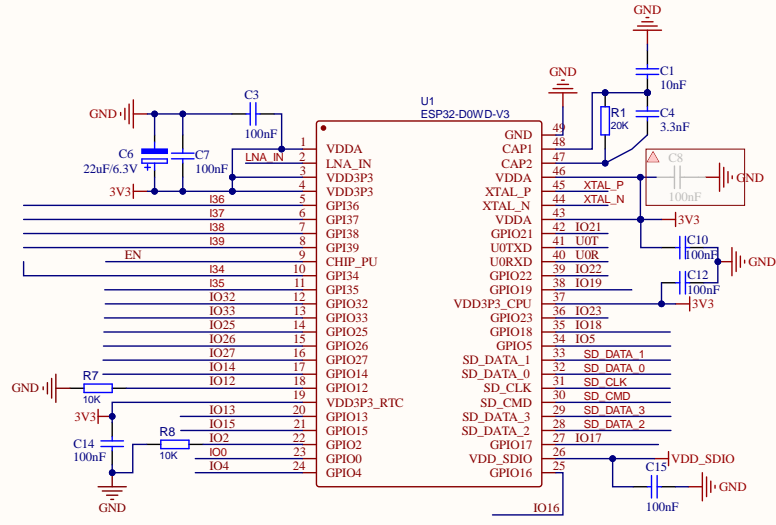 GND
C1
10nF
GND
U1
ESP32-D0WD-V3
C3
100nF
GND
C6
22uF/6.3V
C7
100nF
3V3
R1
20K
C4
3.3nF
LNA_IN
1 VDDA
2 LNA_IN
3 VD3P3
4 VD3P3
I36 5 GPI36
I37 6 GPI37
I38 7 GPI38
I39 8 GPI39
EN 9 CHIP_PU
I34 10 GPI34
I35 11 GPI35
IO32 12 GPIO32
IO33 13 GPIO33
IO25 14 GPIO25
IO26 15 GPIO26
IO27 16 GPIO27
IO14 17 GPIO14
IO12 18 GPIO12
19 VDD3P3_RTC
IO13 20 GPIO13
IO15 21 GPIO15
IO2 22 GPIO2
IO0 23 GPIO0
IO4 24 GPIO4
GND 49
CAP1 48
CAP2 47
VDDA 46
XTAL_P 45 XTAL_P
XTAL_N 44 XTAL_N
VDDA 43
GPIO21 42 IO21
U0TXD 41 U0T
U0RXD 40 U0R
GPIO22 39 IO22
GPIO19 38 IO19
VDD3P3_CPU 37
GPIO23 36 IO23
GPIO18 35 IO18
GPIO5 34 IO5
SD_DATA_1 33 SD_DATA_1
SD_DATA_0 32 SD_DATA_0
SD_CLK 31 SD_CLK
SD_CMD 30 SD_CMD
SD_DATA_3 29 SD_DATA_3
SD_DATA_2 28 SD_DATA_2
GPIO17 27 IO17
VDD_SDIO 26 VDD_SDIO
GPIO16 25
IO16
C8
100nF
GND
3V3
C10
100nF
GND
C12
100nF
3V3
R7
GND
10K
3V3
C14
100nF
R8
10K
GND
C15
100nF
GND